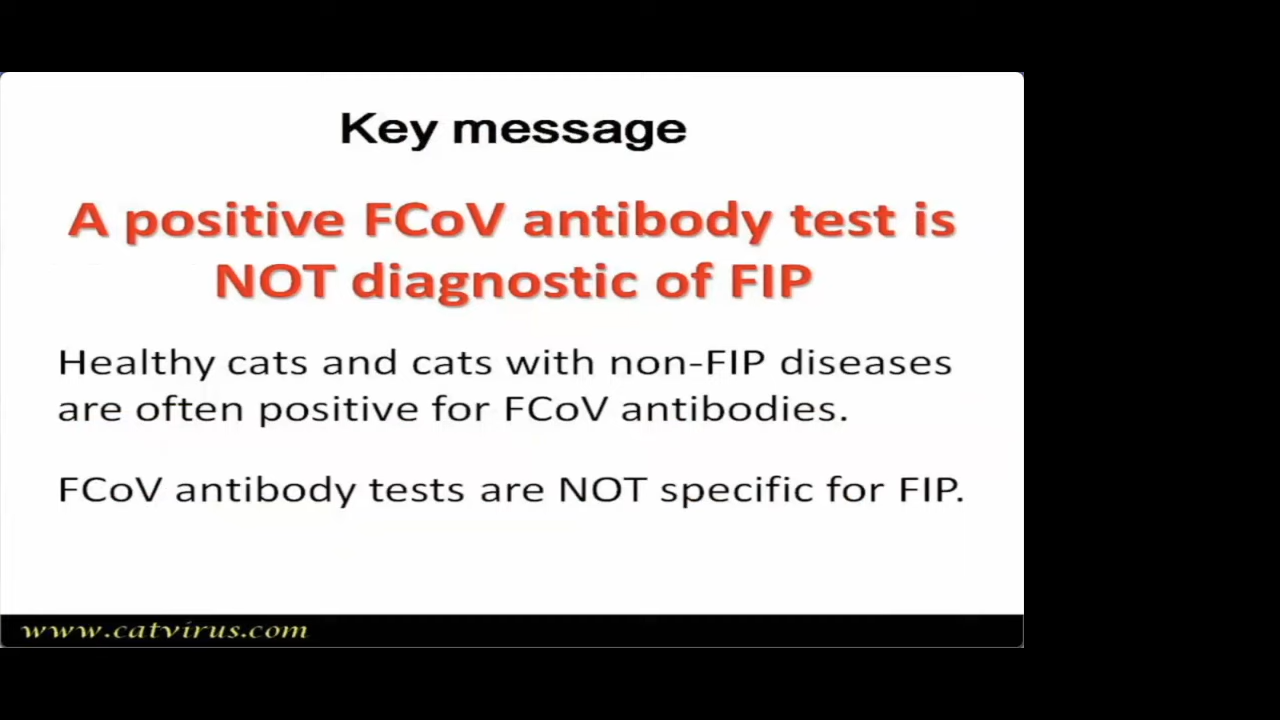 Key message
A positive FCoV antibody test is
NOT diagnostic of FIP
Healthy cats and cats with non-FIP diseases
are often positive for FCoV antibodies.
FCoV antibody tests are NOT specific for FIP.
www.catvirus.com